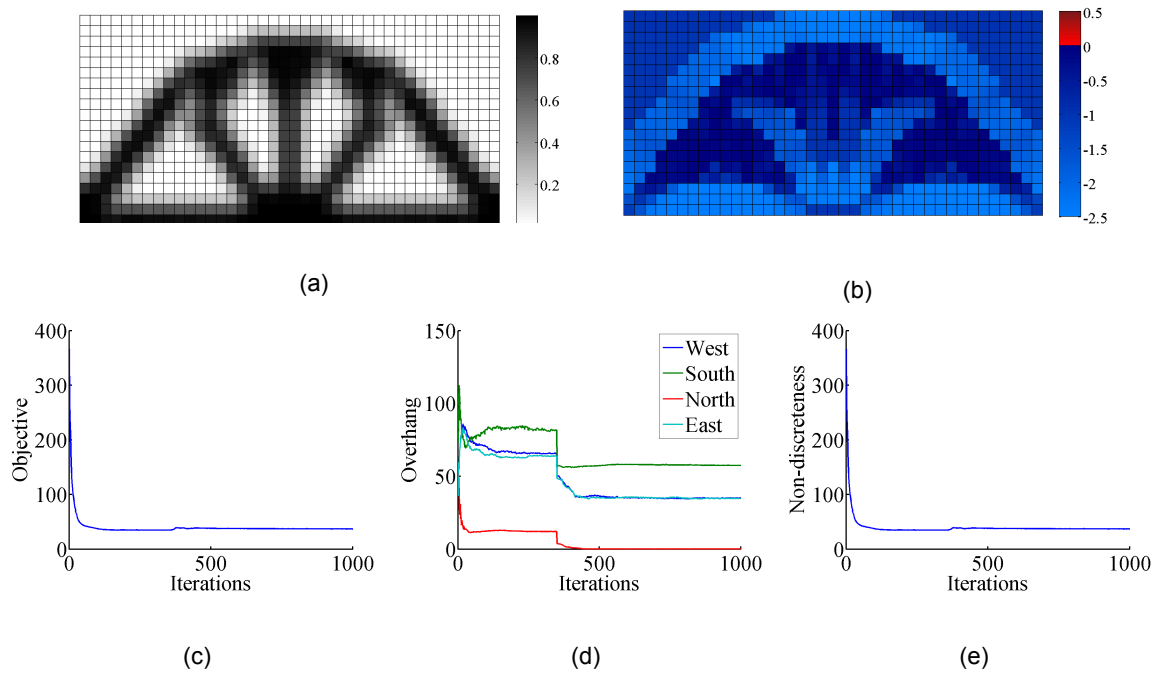 0.8
0.6
0.4
0.2
(a)
0.5
0
-0.5
-1
-1.5
-2
-2.5
(b)
400
300
200
100
0
Objective
0
500
1000
Iterations
(c)
150
100
50
0
Overhang
West
South
North
East
0
500
1000
Iterations
(d)
400
300
200
100
0
Non-discreteness
0
500
1000
Iterations
(e)